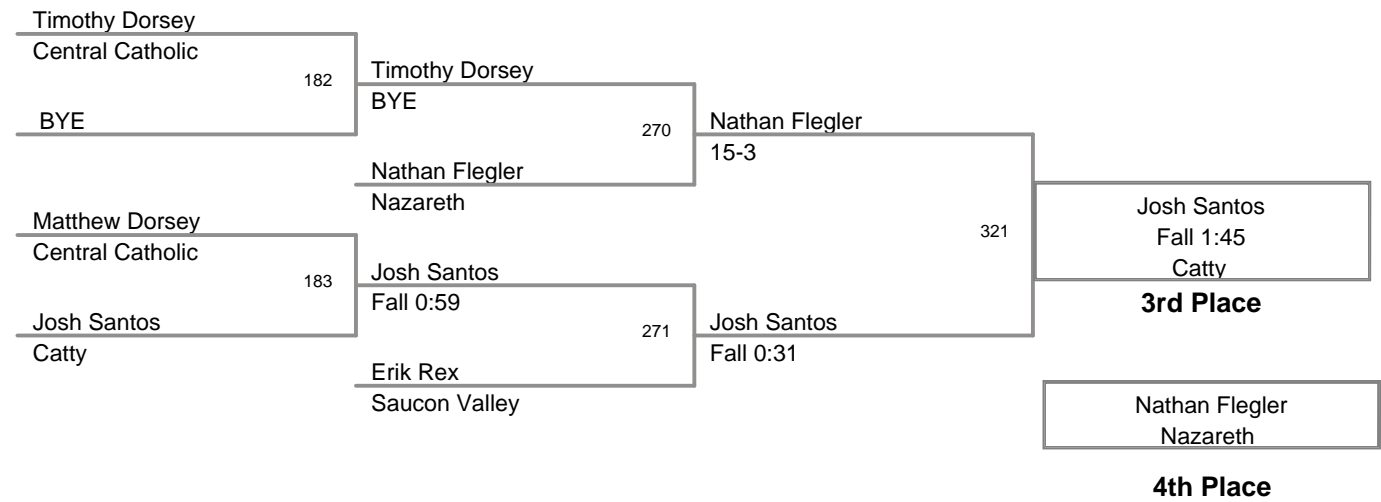 Timothy Dorsey
Central Catholic
182
BYE
Timothy Dorsey
BYE
270
Nathan Flegler
Nazareth
Nathan Flegler
15-3
Matthew Dorsey
Central Catholic
183
Josh Santos
Catty
Josh Santos
Fall 0:59
271
Erik Rex
Saucon Valley
Josh Santos
Fall 0:31
321
Josh Santos
Fall 1:45
Catty
3rd Place
Nathan Flegler
Nazareth
4th Place